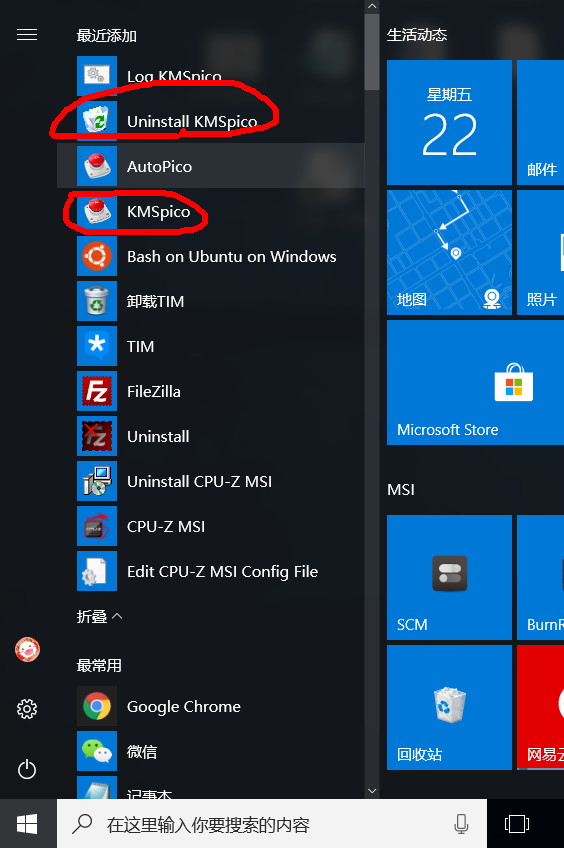 最近添加
Log KMSpico
Uninstall KMSpico
AutoPico
KMSpico
Bash on Ubuntu on Windows
卸载TIM
TIM
FileZilla
Uninstall
Uninstall CPU-Z MSI
CPU-Z MSI
Edit CPU-Z MSI Config File
折叠
最常用
Google Chrome
微信
记事本
生活动态
星期五
22
邮件
地图
照片
Microsoft Store
MSI
SCM
BurnR
回收站
网易云
在这里输入你要搜索的内容